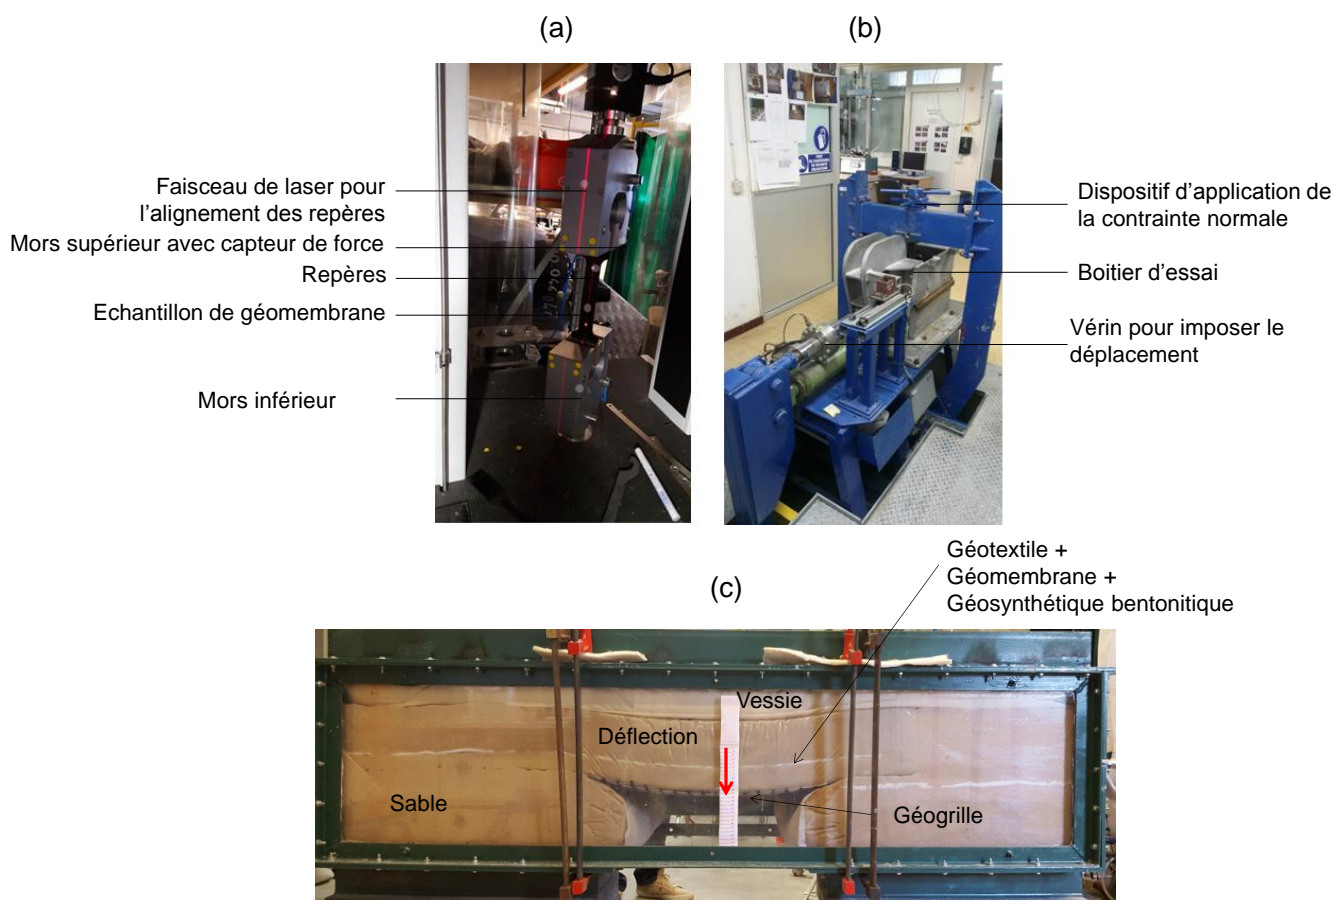 (a)
(b)
Faisceau de laser pour
l'alignement des repères
Mors supérieur avec capteur de force
Repères
Echantillon de géomembrane
Mors inférieur
Dispositif d'application de
la contrainte normale
Boitier d'essai
Vérin pour imposer le
déplacement
(c)
Géotextile +
Géomembrane +
Géosynthétique bentonitique
Vessie
Déflection
Sable
Géogrille